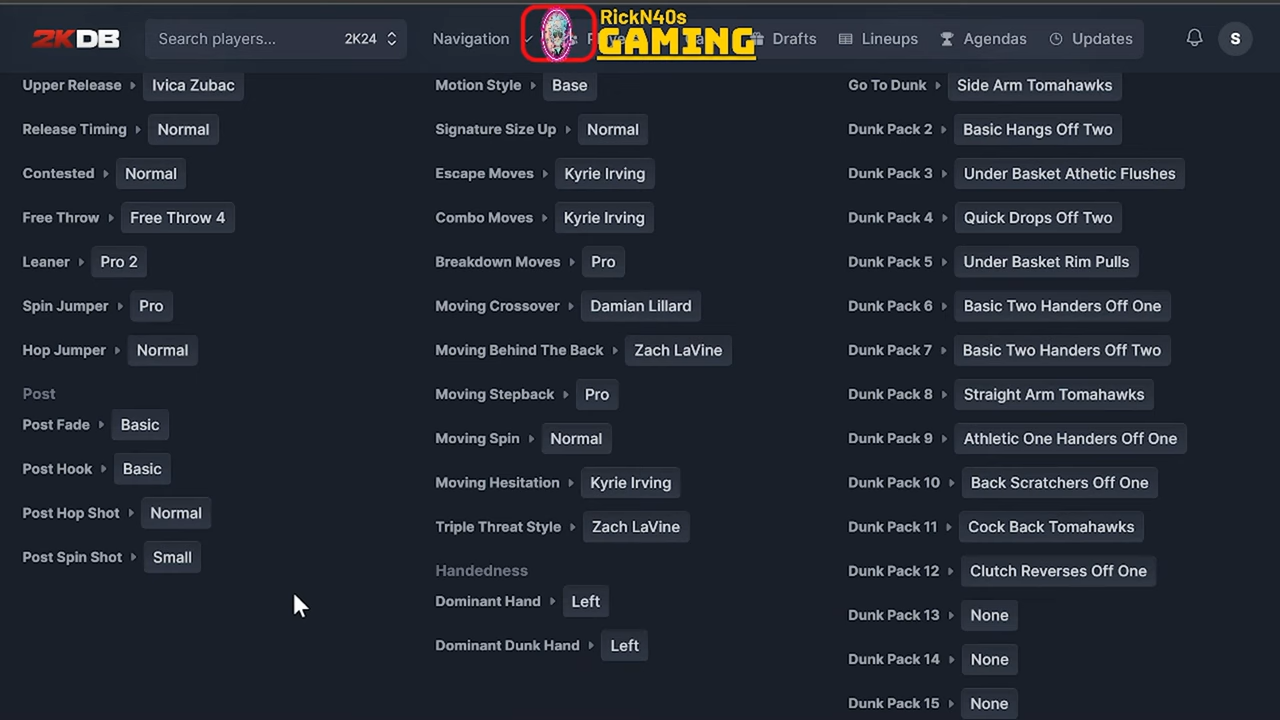 2KDB
Search players...
2K24
Navigation
RickN40s
GAMING
Drafts
Lineups
Agendas
Updates
S
Upper Release
Ivica Zubac
Release Timing
Normal
Contested
Normal
Free Throw
Free Throw 4
Leaner
Pro 2
Spin Jumper
Pro
Hop Jumper
Normal
Post
Post Fade
Basic
Post Hook
Basic
Post Hop Shot
Normal
Post Spin Shot
Small
Motion Style
Base
Signature Size Up
Normal
Escape Moves
Kyrie Irving
Combo Moves
Kyrie Irving
Breakdown Moves
Pro
Moving Crossover
Damian Lillard
Moving Behind The Back
Zach LaVine
Moving Stepback
Pro
Moving Spin
Normal
Moving Hesitation
Kyrie Irving
Triple Threat Style
Zach LaVine
Handedness
Dominant Hand
Left
Dominant Dunk Hand
Left
Go To Dunk
Side Arm Tomahawks
Dunk Pack 2
Basic Hangs Off Two
Dunk Pack 3
Under Basket Athetic Flushes
Dunk Pack 4
Quick Drops Off Two
Dunk Pack 5
Under Basket Rim Pulls
Dunk Pack 6
Basic Two Handers Off One
Dunk Pack 7
Basic Two Handers Off Two
Dunk Pack 8
Straight Arm Tomahawks
Dunk Pack 9
Athletic One Handers Off One
Dunk Pack 10
Back Scratchers Off One
Dunk Pack 11
Cock Back Tomahawks
Dunk Pack 12
Clutch Reverses Off One
Dunk Pack 13
None
Dunk Pack 14
None
Dunk Pack 15
None